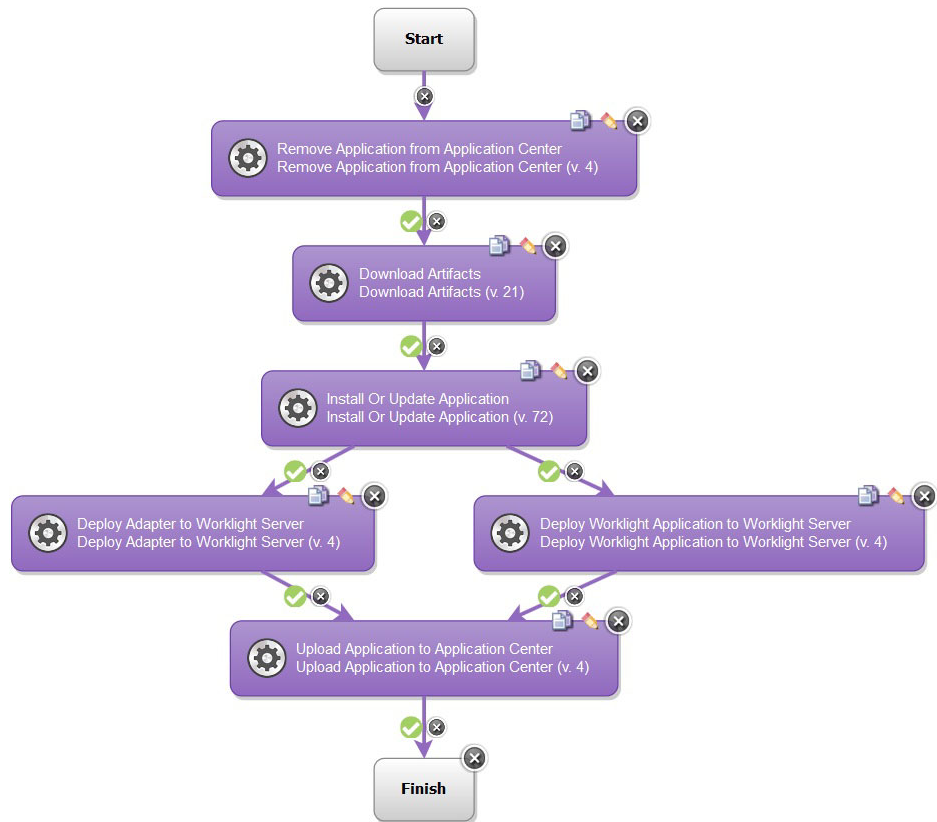 Start
Remove Application from Application Center
Remove Application from Application Center (v. 4)
Download Artifacts
Download Artifacts (v. 21)
Install Or Update Application
Install Or Update Application (v. 72)
Deploy Adapter to Worklight Server
Deploy Adapter to Worklight Server (v. 4)
Deploy Worklight Application to Worklight Server
Deploy Worklight Application to Worklight Server (v. 4)
Upload Application to Application Center
Upload Application to Application Center (v. 4)
Finish